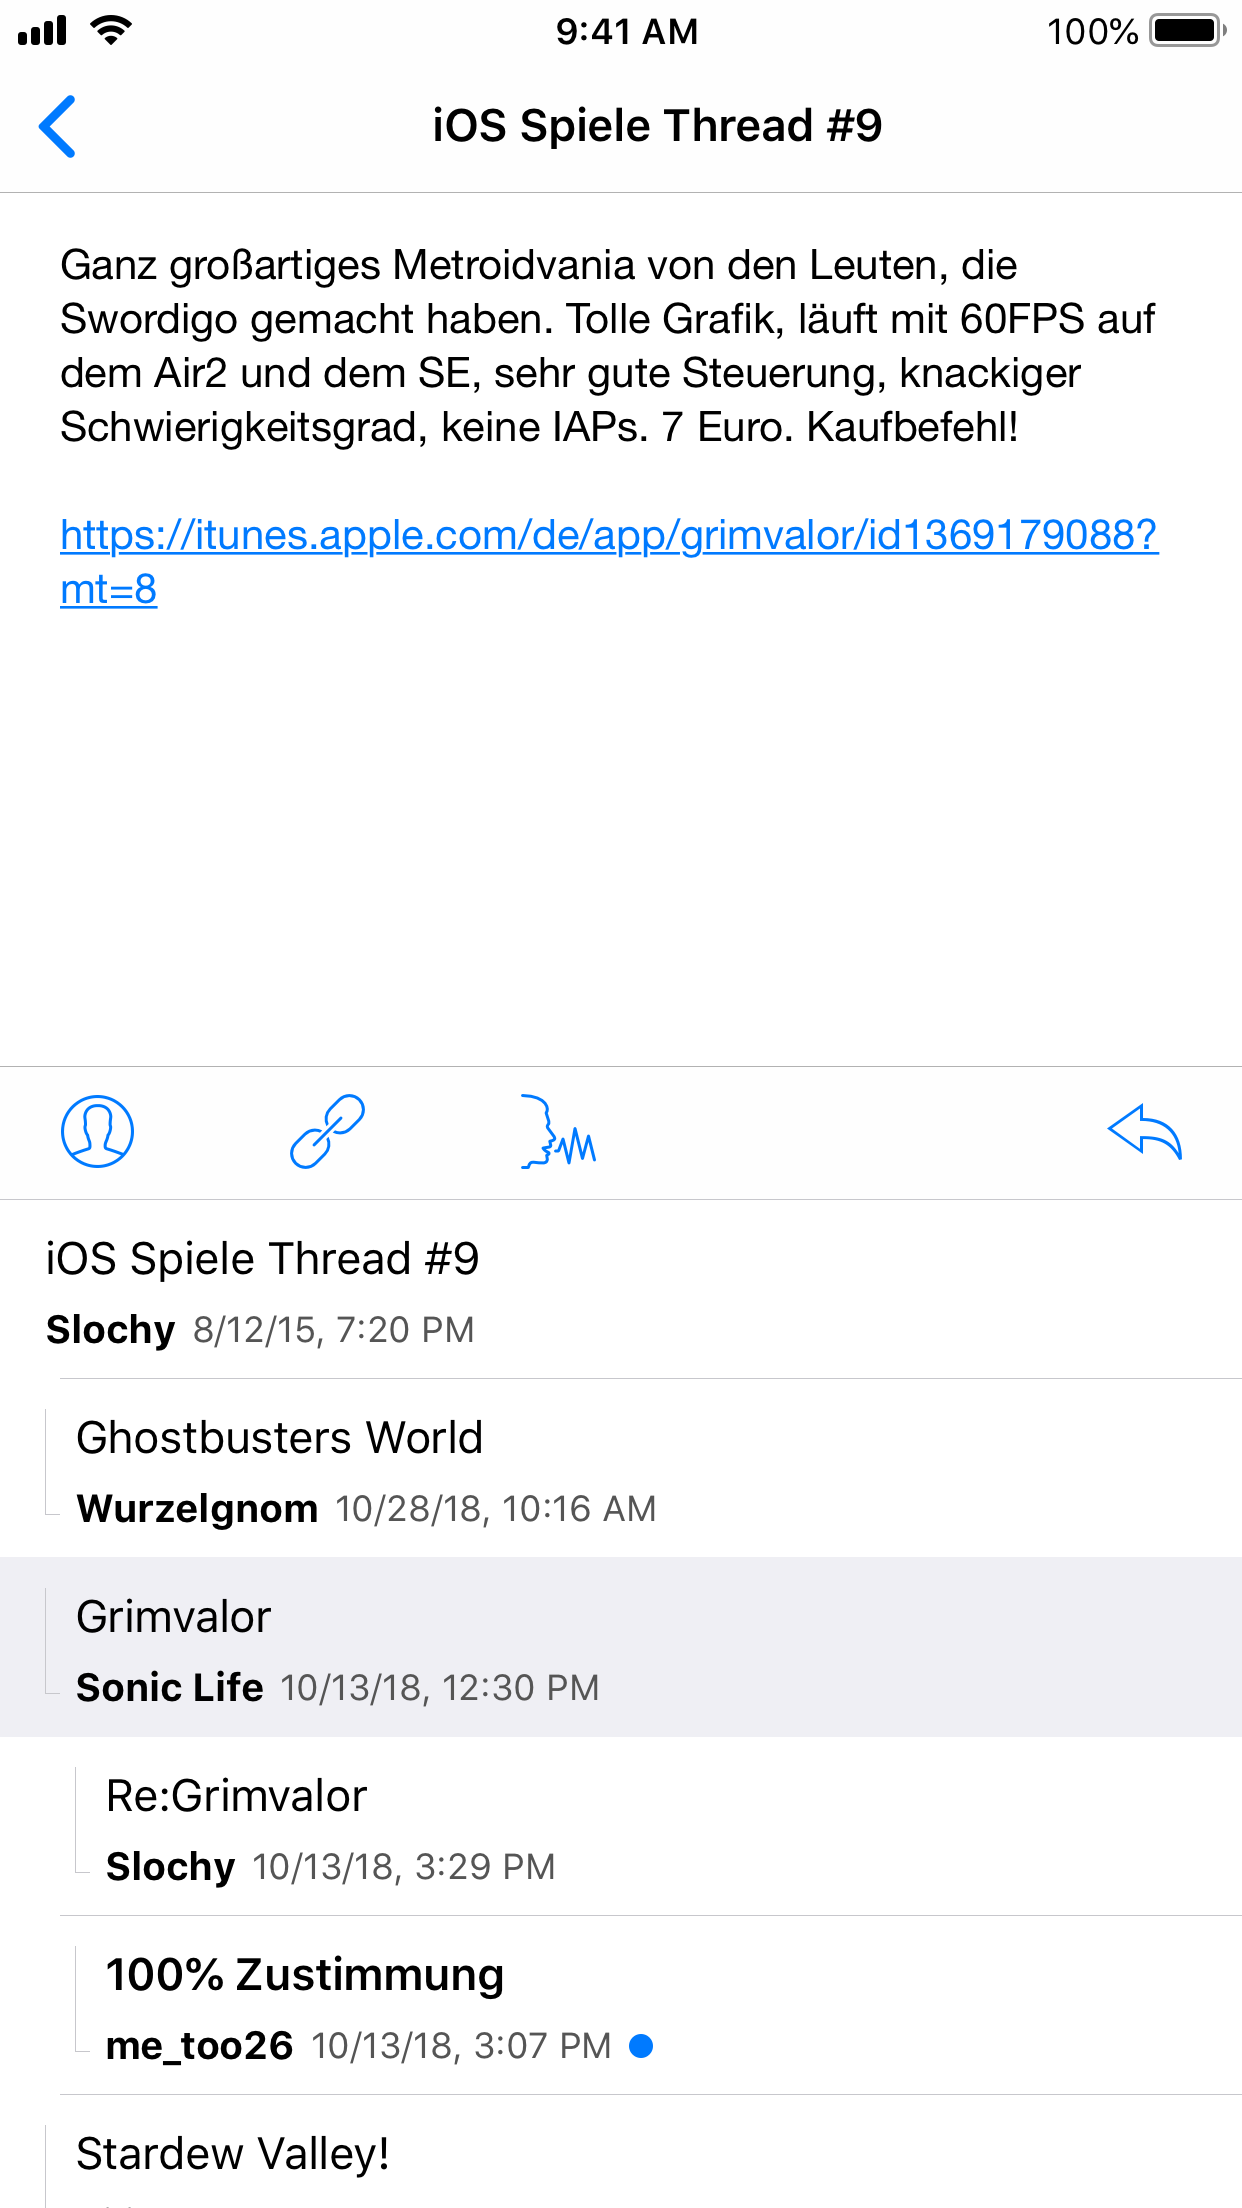 9:41 AM
100%
iOS Spiele Thread #9
Ganz großartiges Metroidvania von den Leuten, die
Swordigo gemacht haben. Tolle Grafik, läuft mit 60FPS auf
dem Air2 und dem SE, sehr gute Steuerung, knackiger
Schwierigkeitsgrad, keine IAPs. 7 Euro. Kaufbefehl!
https://itunes.apple.com/de/app/grimvalor/id1369179088?
mt=8
iOS Spiele Thread #9
Slochy 8/12/15, 7:20 PM
Ghostbusters World
Wurzelgnom 10/28/18, 10:16 AM
Grimvalor
Sonic Life 10/13/18, 12:30 PM
Re:Grimvalor
Slochy 10/13/18, 3:29 PM
100% Zustimmung
me_too26 10/13/18, 3:07 PM
Stardew Valley!